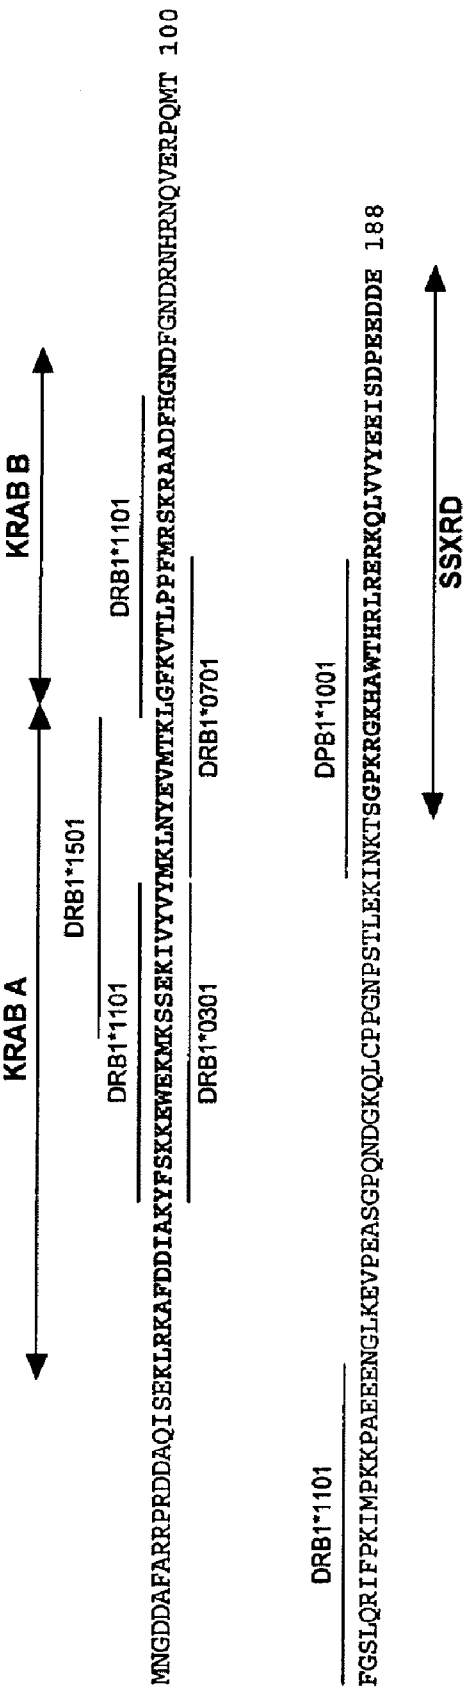 KRAB A KRAB B
DRB1*1501
DRB1*1101 DRB1*1101
MNGDDAFARRPRDDAQISEKLRKAFDDIAKYFSKKEWEKMKSSEKIVYVYMKLNYEVMTKLGFKVTLPPFMRSKRAADFHGNDFGNDRNHRNQVERPQMT 100
DRB1*0301 DRB1*0701
DRB1*1101 DPB1*1001
FGSLQRIFPKIMPKKPAEEENGLKEVPEASGPQNDGKQLCPPGNPSTLEKINKTSGPKRGKHAWTHRLRERKQLVVYEEISDPEEDDE 188
SSXRD